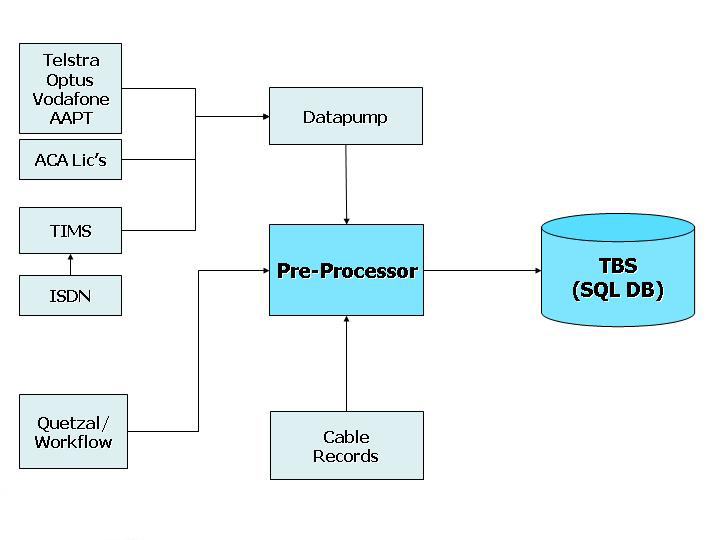 Telstra
Optus
Vodafone
AAPT
Datapump
ACA Lic's
TIMS
ISDN
Pre-Processor
TBS
(SQL DB)
Quetzal/
Workflow
Cable
Records